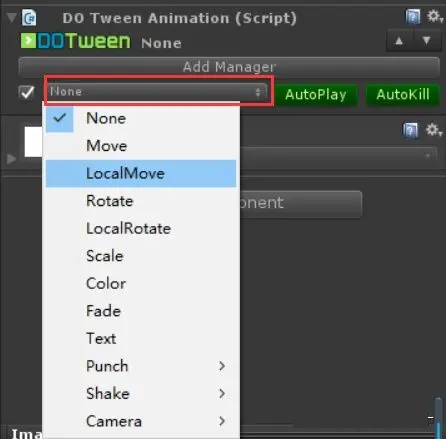 DO Tween Animation (Script)
DOTween None
Add Manager
None AutoPlay AutoKill
None
Move
LocalMove
Rotate
LocalRotate
Scale
Color
Fade
Text
Punch
Shake
Camera
onent
Ima